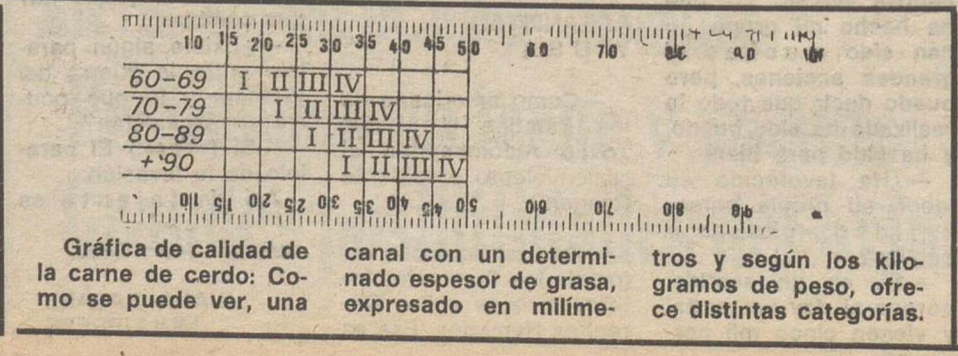 10 15 20 25 30 35 40 45 50 60 70 80 90
60-69 I II III IV
70-79 I II III IV
80-89 I II III IV
+90 I II III IV
10 15 20 25 30 35 40 45 50 60 70 80 90
Gráfica de calidad de
la carne de cerdo: Co-
mo se puede ver, una
canal con un determi-
nado espesor de grasa,
expresado en milíme-
tros y según los kilo-
gramos de peso, ofre-
ce distintas categorías.